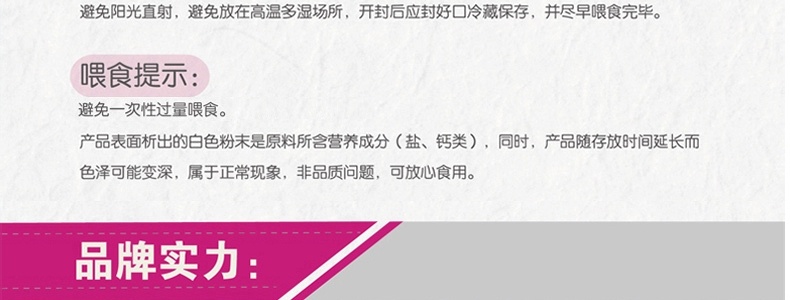 避免阳光直射，避免放在高温多湿场所，开封后应封好口冷藏保存，并尽早喂食完毕。
喂食提示：
避免一次性过量喂食。
产品表面析出的白色粉末是原料所含营养成分（盐、钙类），同时，产品随存放时间延长而
色泽可能变深，属于正常现象，非品质问题，可放心食用。
品牌实力：